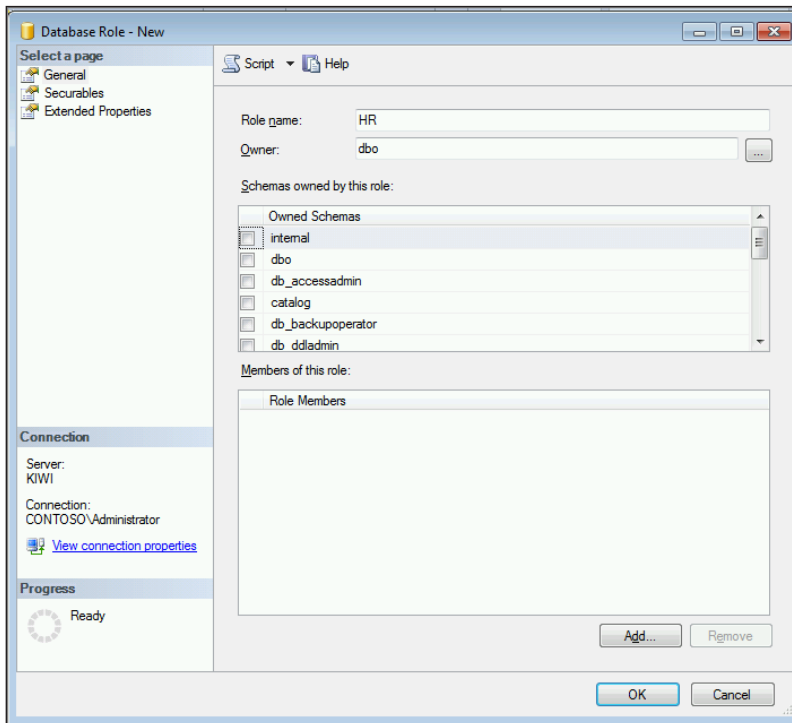 Database Role - New
Select a page
General
Securables
Extended Properties
Script
Help
Role name:
HR
Owner:
dbo
...
Schemas owned by this role:
Owned Schemas
internal
dbo
db_accessadmin
catalog
db_backupoperator
db_ddladmin
Members of this role:
Role Members
Connection
Server:
KIWI
Connection:
CONTOSO\Administrator
View connection properties
Progress
Ready
Add...
Remove
OK
Cancel